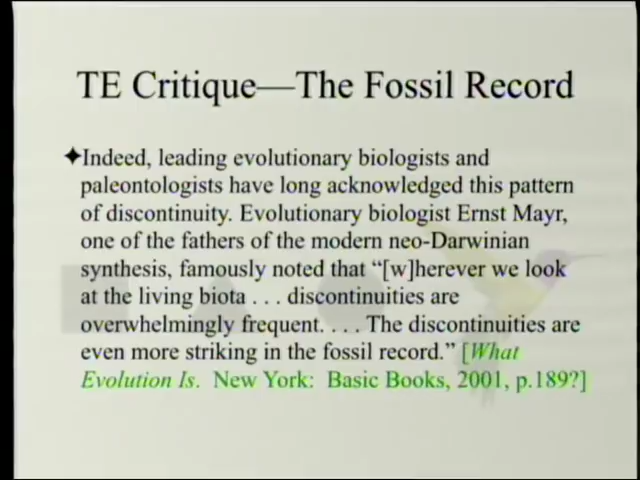 TE Critique—The Fossil Record
✦Indeed, leading evolutionary biologists and
paleontologists have long acknowledged this pattern
of discontinuity. Evolutionary biologist Ernst Mayr,
one of the fathers of the modern neo-Darwinian
synthesis, famously noted that “[w]herever we look
at the living biota . . . discontinuities are
overwhelmingly frequent. . . . The discontinuities are
even more striking in the fossil record.” [What
Evolution Is. New York: Basic Books, 2001, p.189?]